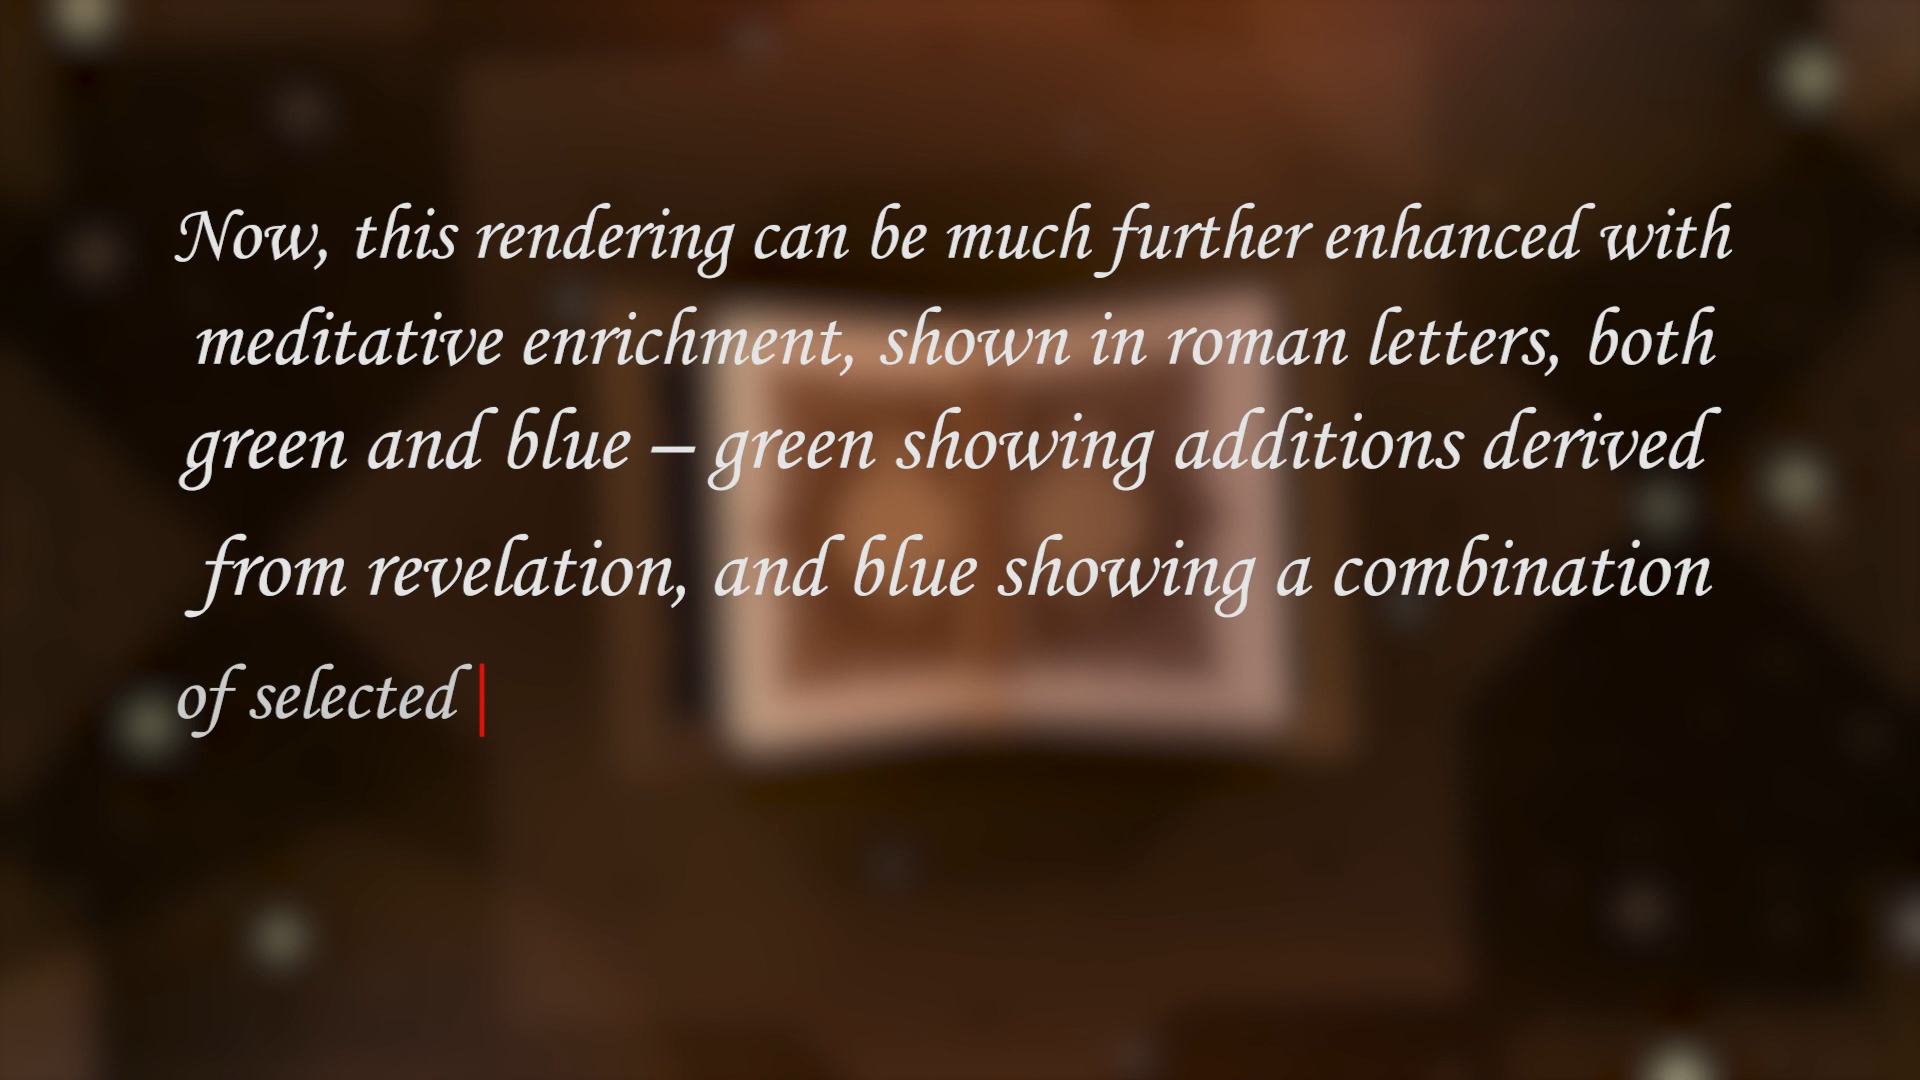 Now, this rendering can be much further enhanced with
meditative enrichment, shown in roman letters, both
green and blue – green showing additions derived
from revelation, and blue showing a combination
of selected